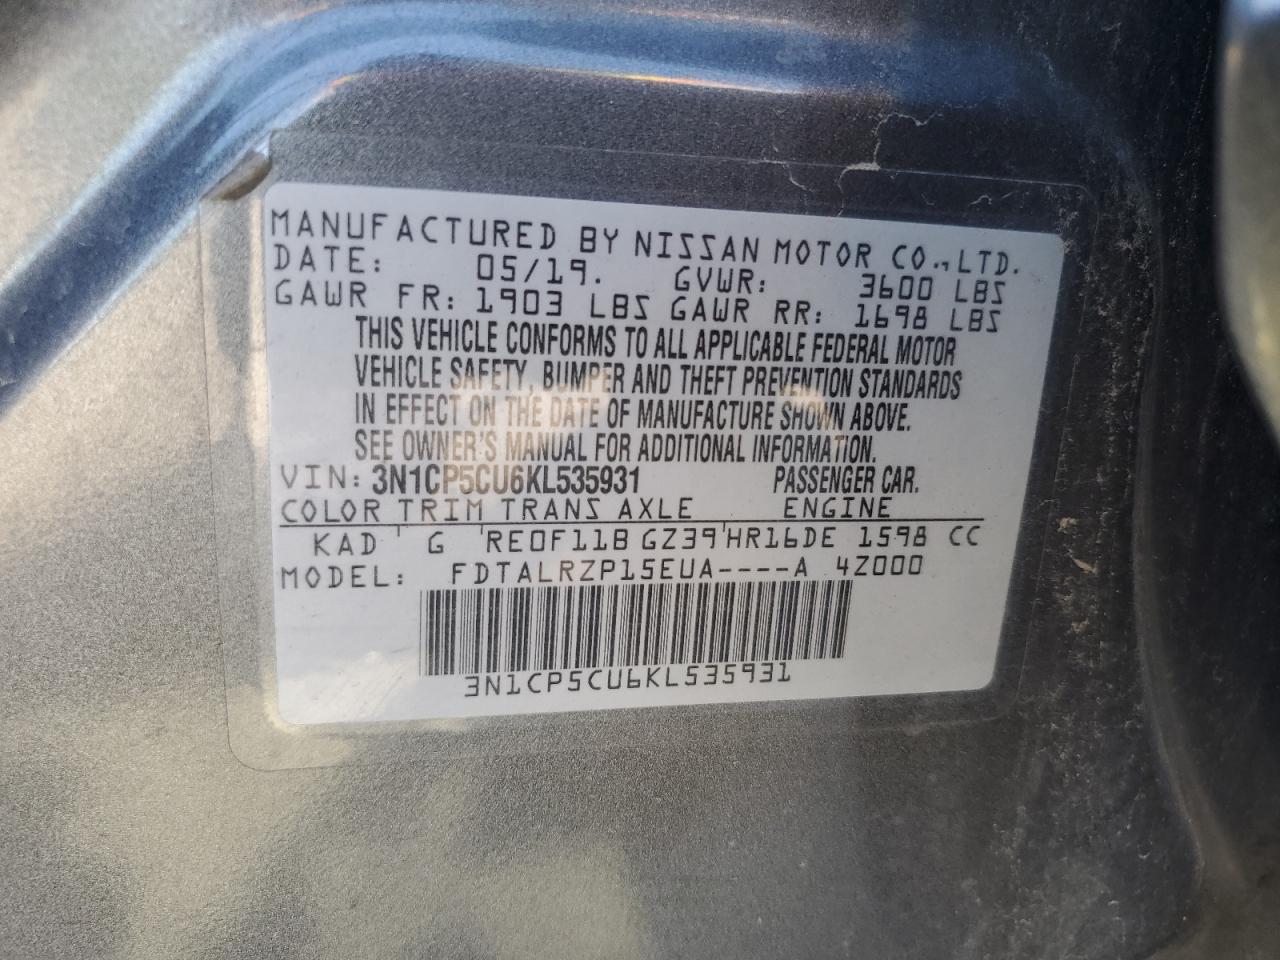 MANUFACTURED BY NISSAN MOTOR CO.,LTD.
DATE: 05/19. GVWR: 3600 LBS
GAWR FR: 1903 LBS GAWR RR: 1698 LBS
THIS VEHICLE CONFORMS TO ALL APPLICABLE FEDERAL MOTOR
VEHICLE SAFETY, BUMPER AND THEFT PREVENTION STANDARDS
IN EFFECT ON THE DATE OF MANUFACTURE SHOWN ABOVE.
SEE OWNER'S MANUAL FOR ADDITIONAL INFORMATION.
VIN: 3N1CP5CU6KL535931 PASSENGER CAR.
COLOR TRIM TRANS AXLE ENGINE
KAD G RE0F11B GZ39 HR16DE 1598 CC
MODEL: FDTALRZP15EUA----A 4Z000
3N1CP5CU6KL535931